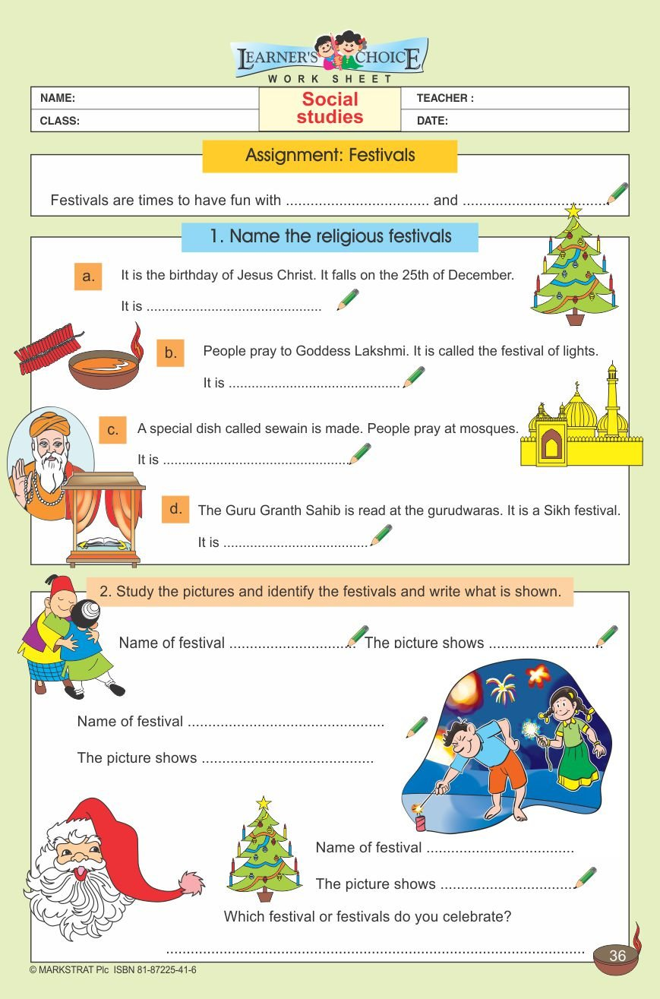 LEARNER'S CHOICE
WORK SHEET
NAME:
CLASS:
Social
studies
TEACHER :
DATE:
Assignment: Festivals
Festivals are times to have fun with .................................. and ..................................
1. Name the religious festivals
a. It is the birthday of Jesus Christ. It falls on the 25th of December.
It is ............................................
b. People pray to Goddess Lakshmi. It is called the festival of lights.
It is ...........................................
c. A special dish called sewain is made. People pray at mosques.
It is ..............................................
d. The Guru Granth Sahib is read at the gurudwaras. It is a Sikh festival.
It is ....................................
2. Study the pictures and identify the festivals and write what is shown.
Name of festival .............................. The picture shows ...........................
Name of festival ...............................................
The picture shows .........................................
Name of festival ...................................
The picture shows ................................
Which festival or festivals do you celebrate?
....................................................................................................
36
© MARKSTRAT Plc ISBN 81-87225-41-6